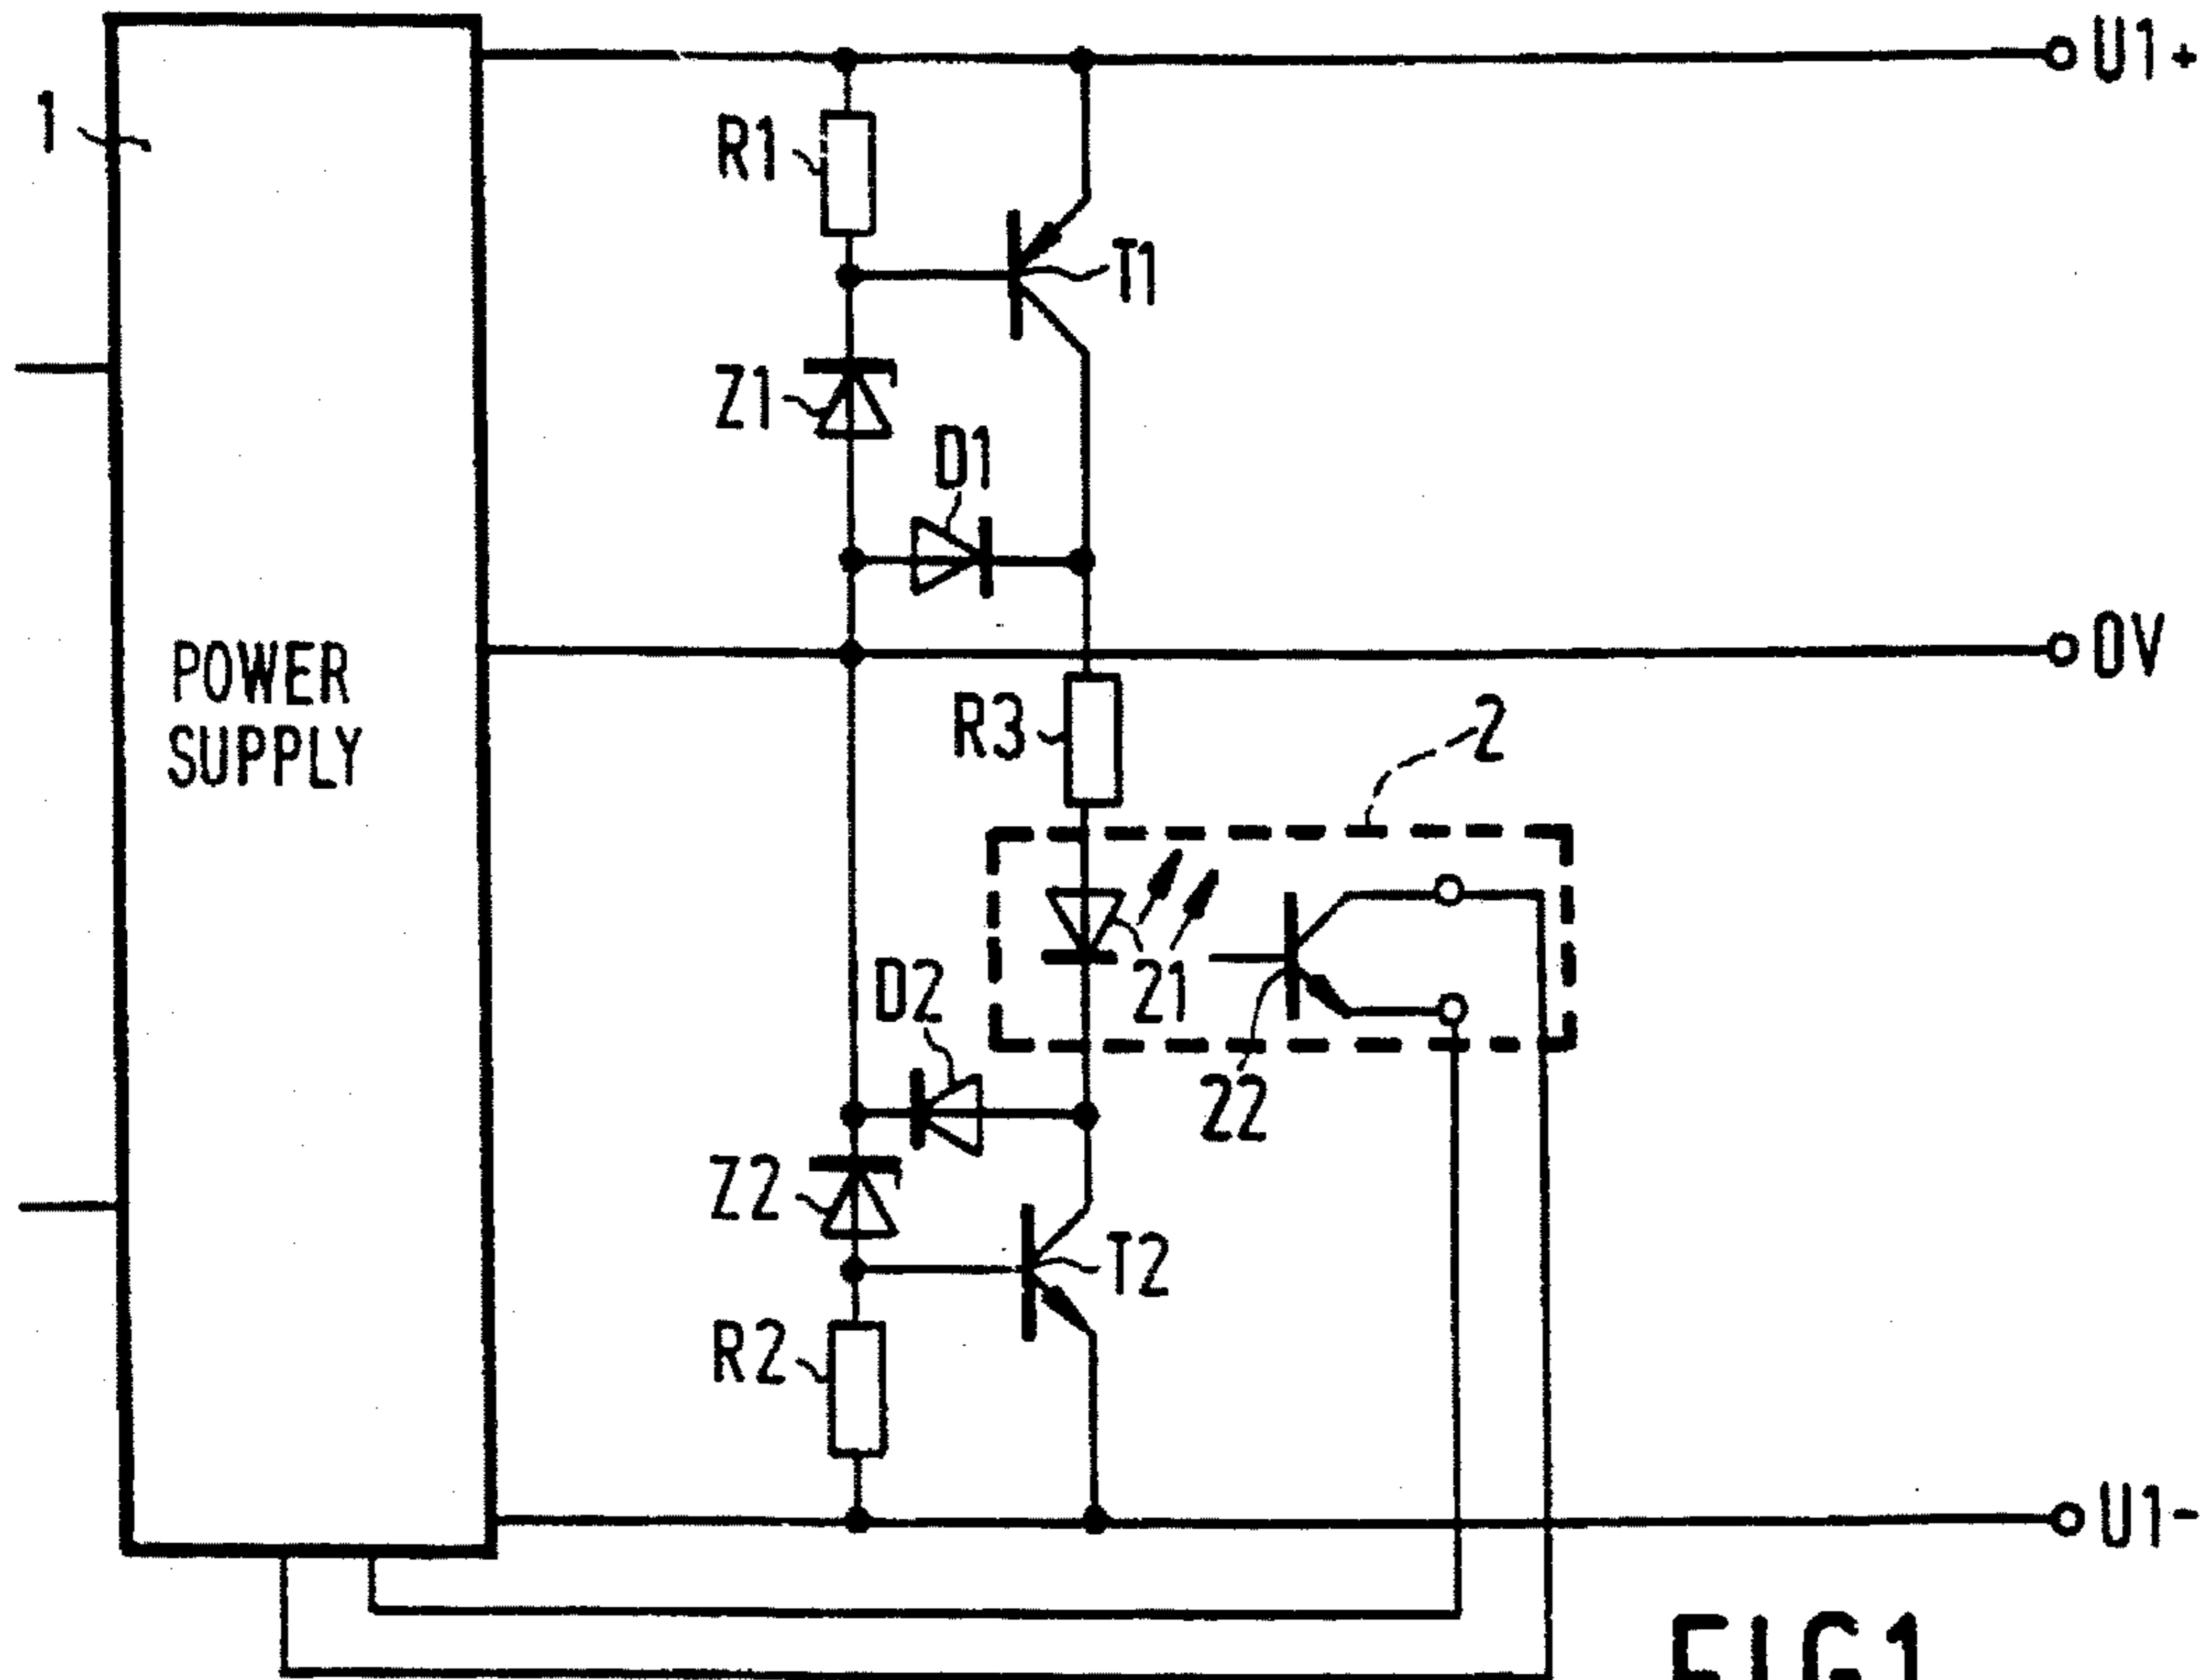 U1+
1
R1
T1
Z1
D1
0V
POWER
SUPPLY
R3
2
21
D2
22
Z2
T2
R2
U1-
FIG1